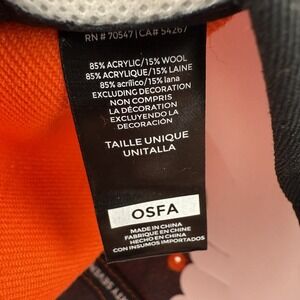 RN # 70547 | CA# 54267
85% ACRYLIC/15% WOOL
85% ACRYLIQUE/15% LAINE
85% acrílico/15% lana
EXCLUDING DECORATION
NON COMPRIS
LA DÉCORATION
EXCLUYENDO LA
DECORACIÓN
TAILLE UNIQUE
UNITALLA
OSFA
MADE IN CHINA
FABRIQUE EN CHINE
HECHO EN CHINA
CON INSUMOS IMPORTADOS